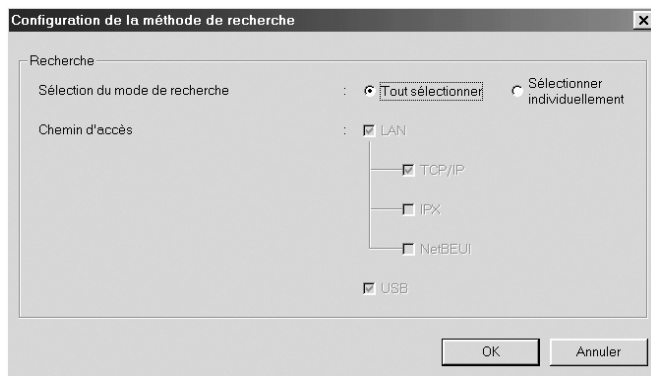 Configuration de la méthode de recherche
Recherche
Sélection du mode de recherche : Tout sélectionner Sélectionner individuellement
Chemin d'accès : LAN
TCP/IP
IPX
NetBEUI
USB
OK Annuler